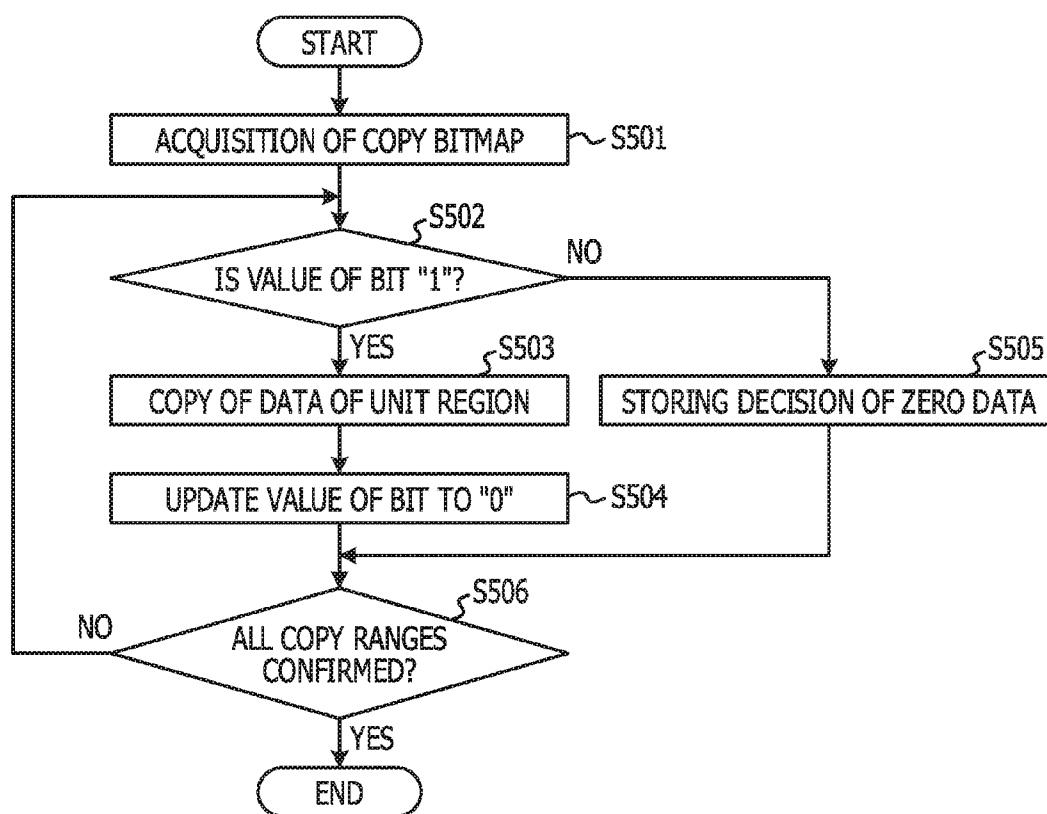 START
ACQUISITION OF COPY BITMAP
S501
S502
IS VALUE OF BIT "1"?
NO
YES
S503
COPY OF DATA OF UNIT REGION
S505
STORING DECISION OF ZERO DATA
UPDATE VALUE OF BIT TO "0"
S504
S506
NO
ALL COPY RANGES
CONFIRMED?
YES
END